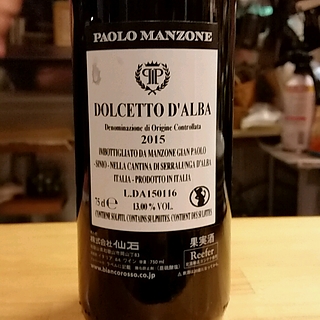 PAOLO MANZONE
DOLCETTO D'ALBA
Denominazione di Origine Controllata
2015
IMBOTTIGLIATO DA MANZONE GIAN PAOLO
- SINIO - NELLA CANTINA DI SERRALUNGA D'ALBA
ITALIA - PRODOTTO IN ITALIA
L.DA150116
75 cl e 13.00 % VOL.
CONTIENE SOLFITI, CONTAINS SULPHITES, CONTIENT DES SULFITES
株式会社仙石
果実酒
Reefer
www.biancorosso.co.jp